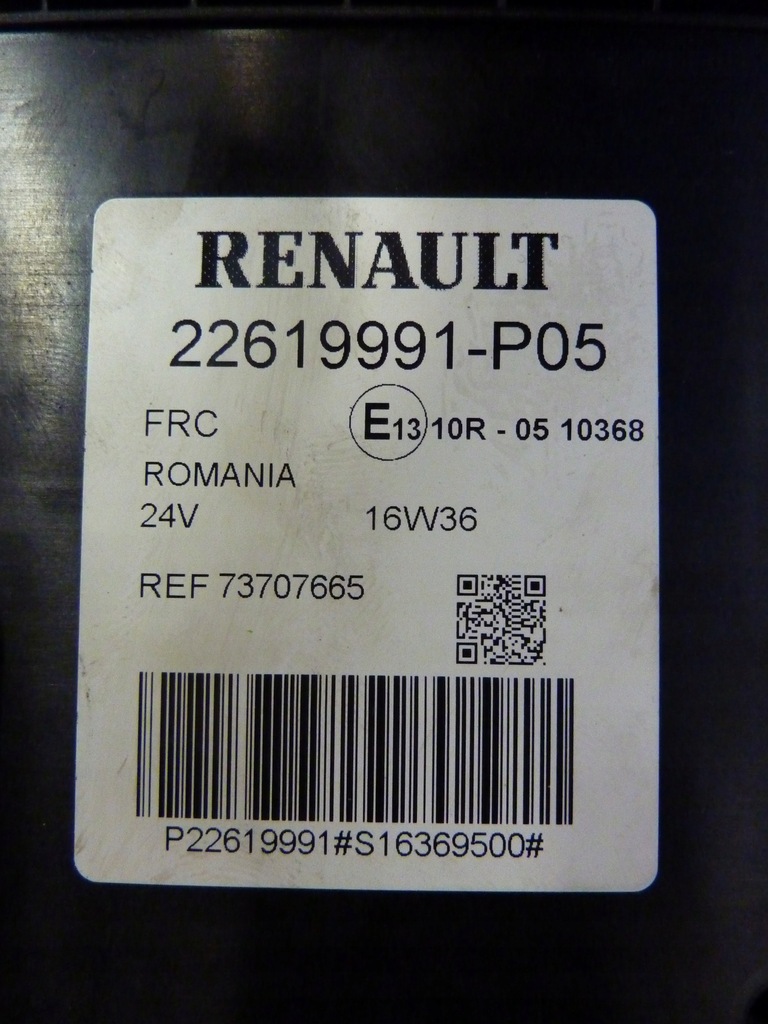 RENAULT
22619991-P05
FRC E13 10R - 05 10368
ROMANIA
24V 16W36
REF 73707665
P22619991#S16369500#